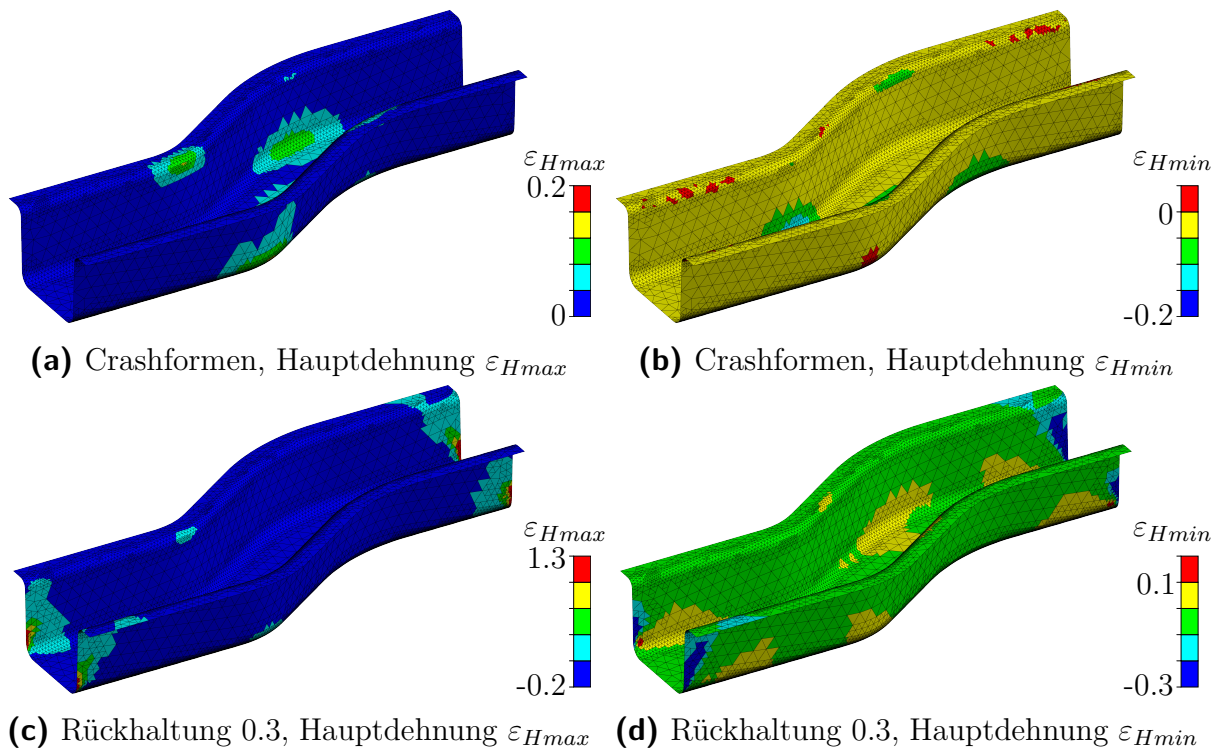 ε_Hmax
0.2
0
ε_Hmin
0
-0.2
(a) Crashformen, Hauptdehnung ε_Hmax
(b) Crashformen, Hauptdehnung ε_Hmin
ε_Hmax
1.3
-0.2
ε_Hmin
0.1
-0.3
(c) Rückhaltung 0.3, Hauptdehnung ε_Hmax
(d) Rückhaltung 0.3, Hauptdehnung ε_Hmin